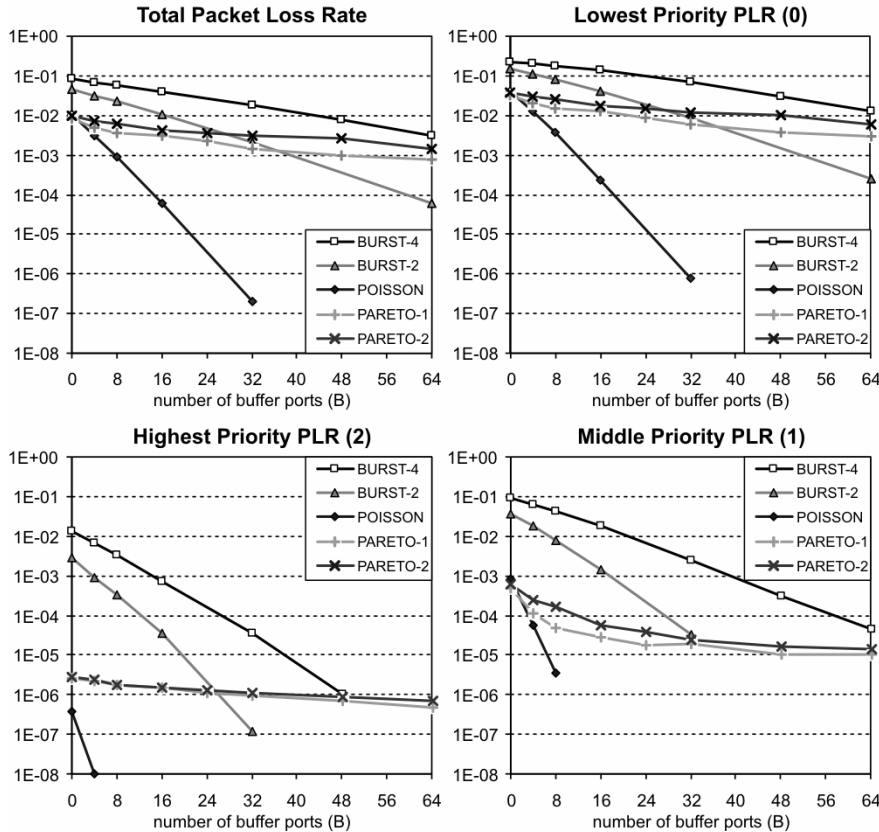 Total Packet Loss Rate
1E+00
1E-01
1E-02
1E-03
1E-04
1E-05
1E-06
1E-07
1E-08
BURST-4
BURST-2
POISSON
PARETO-1
PARETO-2
0 8 16 24 32 40 48 56 64
number of buffer ports (B)
Lowest Priority PLR (0)
1E+00
1E-01
1E-02
1E-03
1E-04
1E-05
1E-06
1E-07
1E-08
BURST-4
BURST-2
POISSON
PARETO-1
PARETO-2
0 8 16 24 32 40 48 56 64
number of buffer ports (B)
Highest Priority PLR (2)
1E+00
1E-01
1E-02
1E-03
1E-04
1E-05
1E-06
1E-07
1E-08
BURST-4
BURST-2
POISSON
PARETO-1
PARETO-2
0 8 16 24 32 40 48 56 64
number of buffer ports (B)
Middle Priority PLR (1)
1E+00
1E-01
1E-02
1E-03
1E-04
1E-05
1E-06
1E-07
1E-08
BURST-4
BURST-2
POISSON
PARETO-1
PARETO-2
0 8 16 24 32 40 48 56 64
number of buffer ports (B)